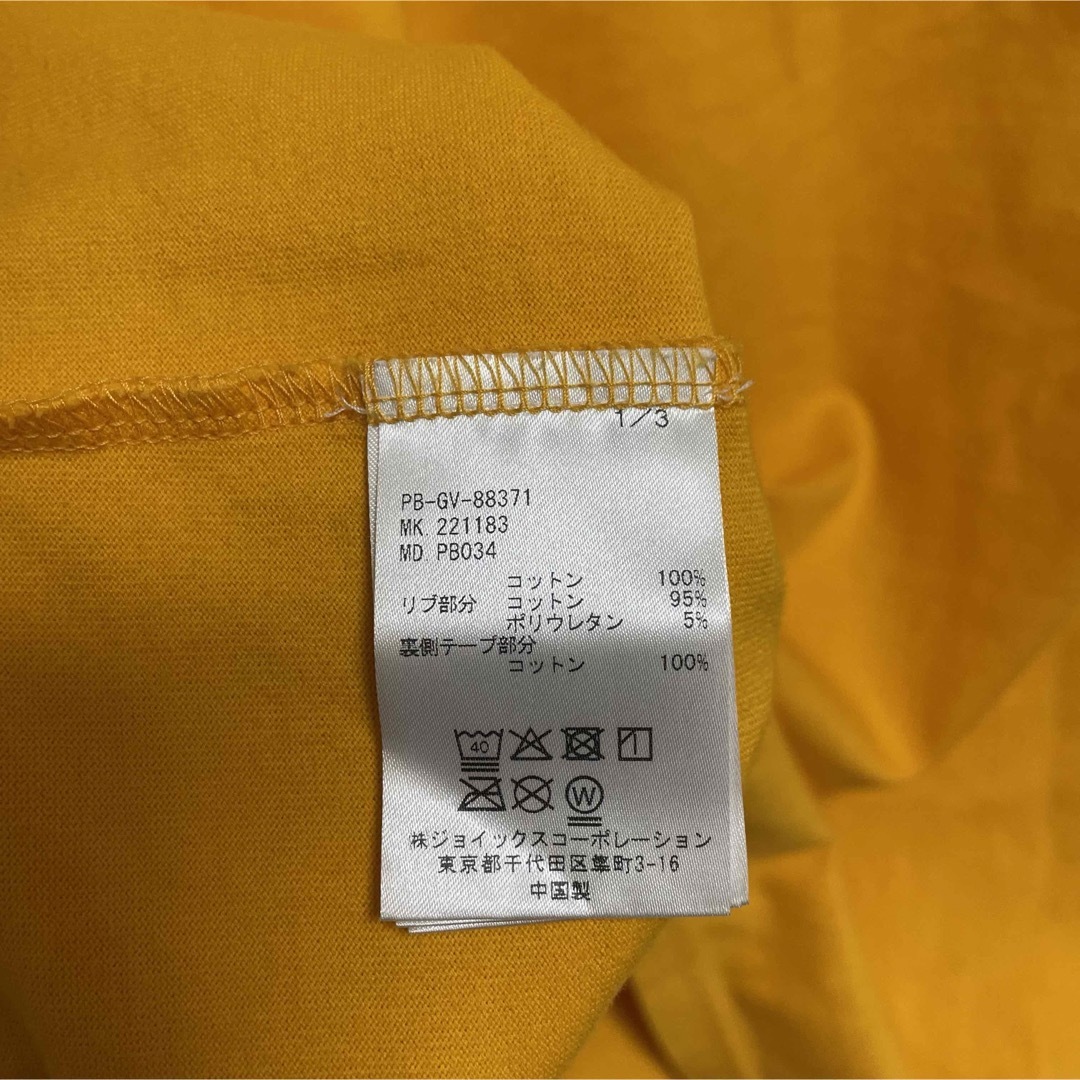 1/3
PB-GV-88371
MK.221183
MD.PB034
コットン 100%
リブ部分 コットン 95%
ポリウレタン 5%
裏側テープ部分
コットン 100%
40
W
株ジョイックスコーポレーション
東京都千代田区隼町3-16
中国製